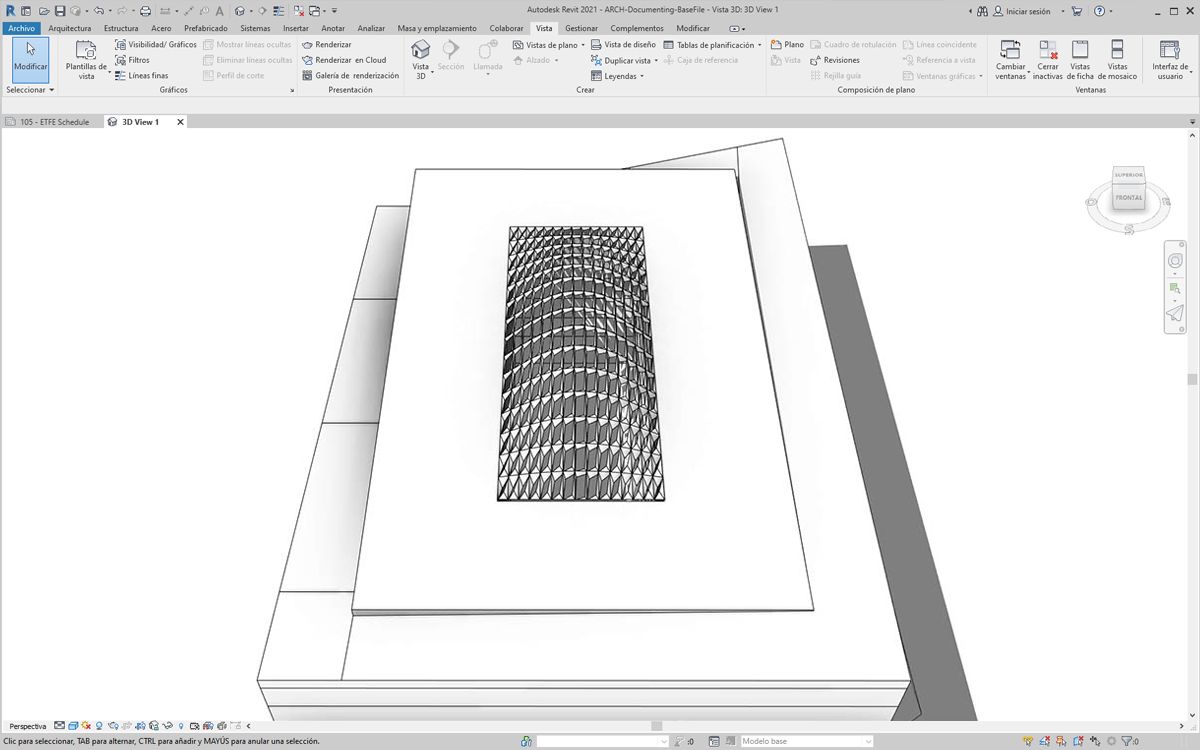 Autodesk Revit 2021 - ARCH-Documenting-BaseFile - Vista 3D: 3D View 1
Iniciar sesión
Archivo Arquitectura Estructura Acero Prefabricado Sistemas Insertar Anotar Analizar Masa y emplazamiento Colaborar Vista Gestionar Complementos Modificar
Modificar
Seleccionar
Plantillas de vista
Visibilidad/ Gráficos
Filtros
Líneas finas
Mostrar líneas ocultas
Eliminar líneas ocultas
Perfil de corte
Gráficos
Renderizar
Renderizar en Cloud
Galería de renderización
Presentación
Vista 3D
Sección
Llamada
Vistas de plano
Alzado
Vista de diseño
Duplicar vista
Leyendas
Tablas de planificación
Caja de referencia
Crear
Plano
Vista
Cuadro de rotulación
Revisiones
Rejilla guía
Línea coincidente
Referencia a vista
Ventanas gráficas
Composición de plano
Cambiar ventanas
Cerrar inactivas
Vistas de ficha
Vistas de mosaico
Ventanas
Interfaz de usuario
105 - ETFE Schedule
3D View 1
SUPERIOR
FRONTAL
Perspectiva
Clic para seleccionar, TAB para alternar, CTRL para añadir y MAYÚS para anular una selección.
:0
Modelo base
:0